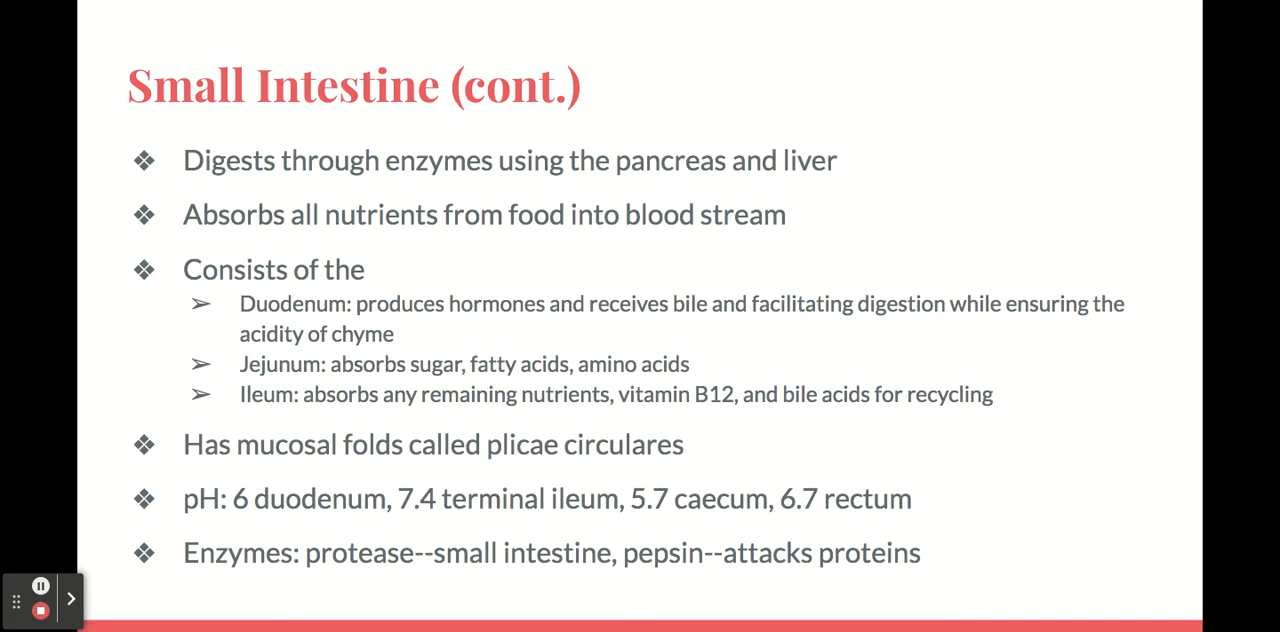 Small Intestine (cont.)
❖ Digests through enzymes using the pancreas and liver
❖ Absorbs all nutrients from food into blood stream
❖ Consists of the
➢ Duodenum: produces hormones and receives bile and facilitating digestion while ensuring the
acidity of chyme
➢ Jejunum: absorbs sugar, fatty acids, amino acids
➢ Ileum: absorbs any remaining nutrients, vitamin B12, and bile acids for recycling
❖ Has mucosal folds called plicae circulares
❖ pH: 6 duodenum, 7.4 terminal ileum, 5.7 caecum, 6.7 rectum
❖ Enzymes: protease--small intestine, pepsin--attacks proteins